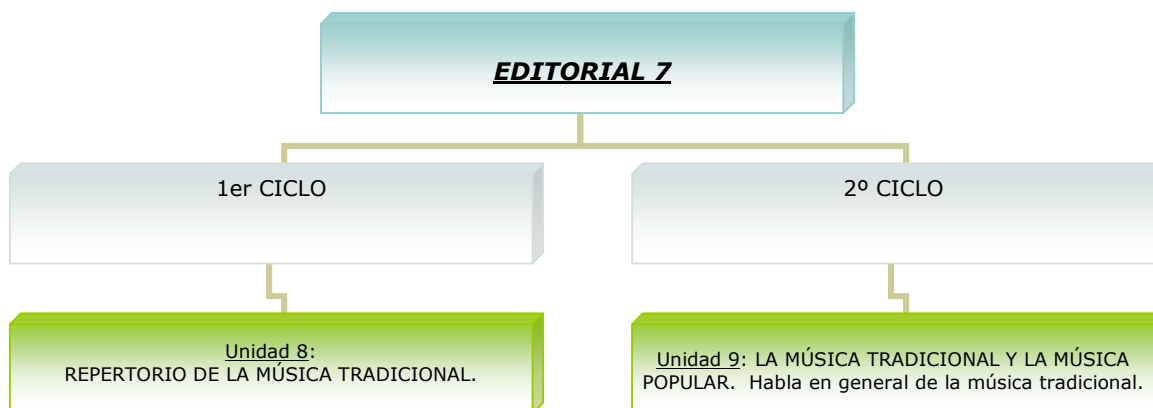 EDITORIAL 7
1er CICLO
2º CICLO
Unidad 8:
REPERTORIO DE LA MÚSICA TRADICIONAL.
Unidad 9: LA MÚSICA TRADICIONAL Y LA MÚSICA
POPULAR. Habla en general de la música tradicional.